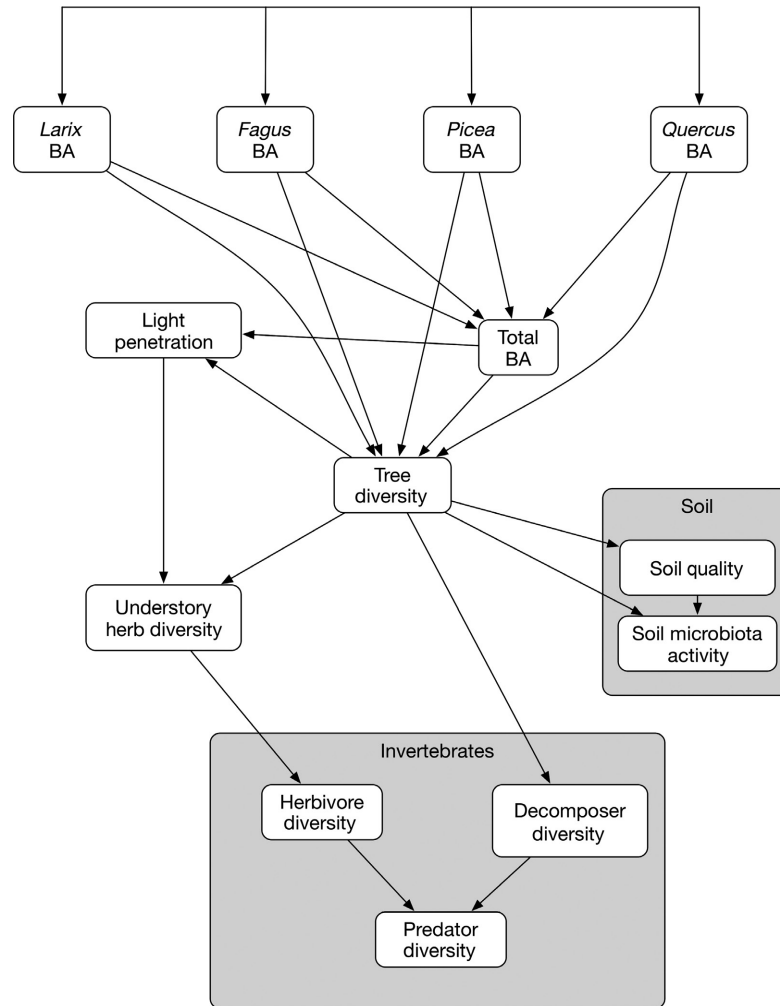 Larix
BA
Fagus
BA
Picea
BA
Quercus
BA
Light
penetration
Total
BA
Tree
diversity
Soil
Soil quality
Soil microbiota
activity
Understory
herb diversity
Invertebrates
Herbivore
diversity
Decomposer
diversity
Predator
diversity